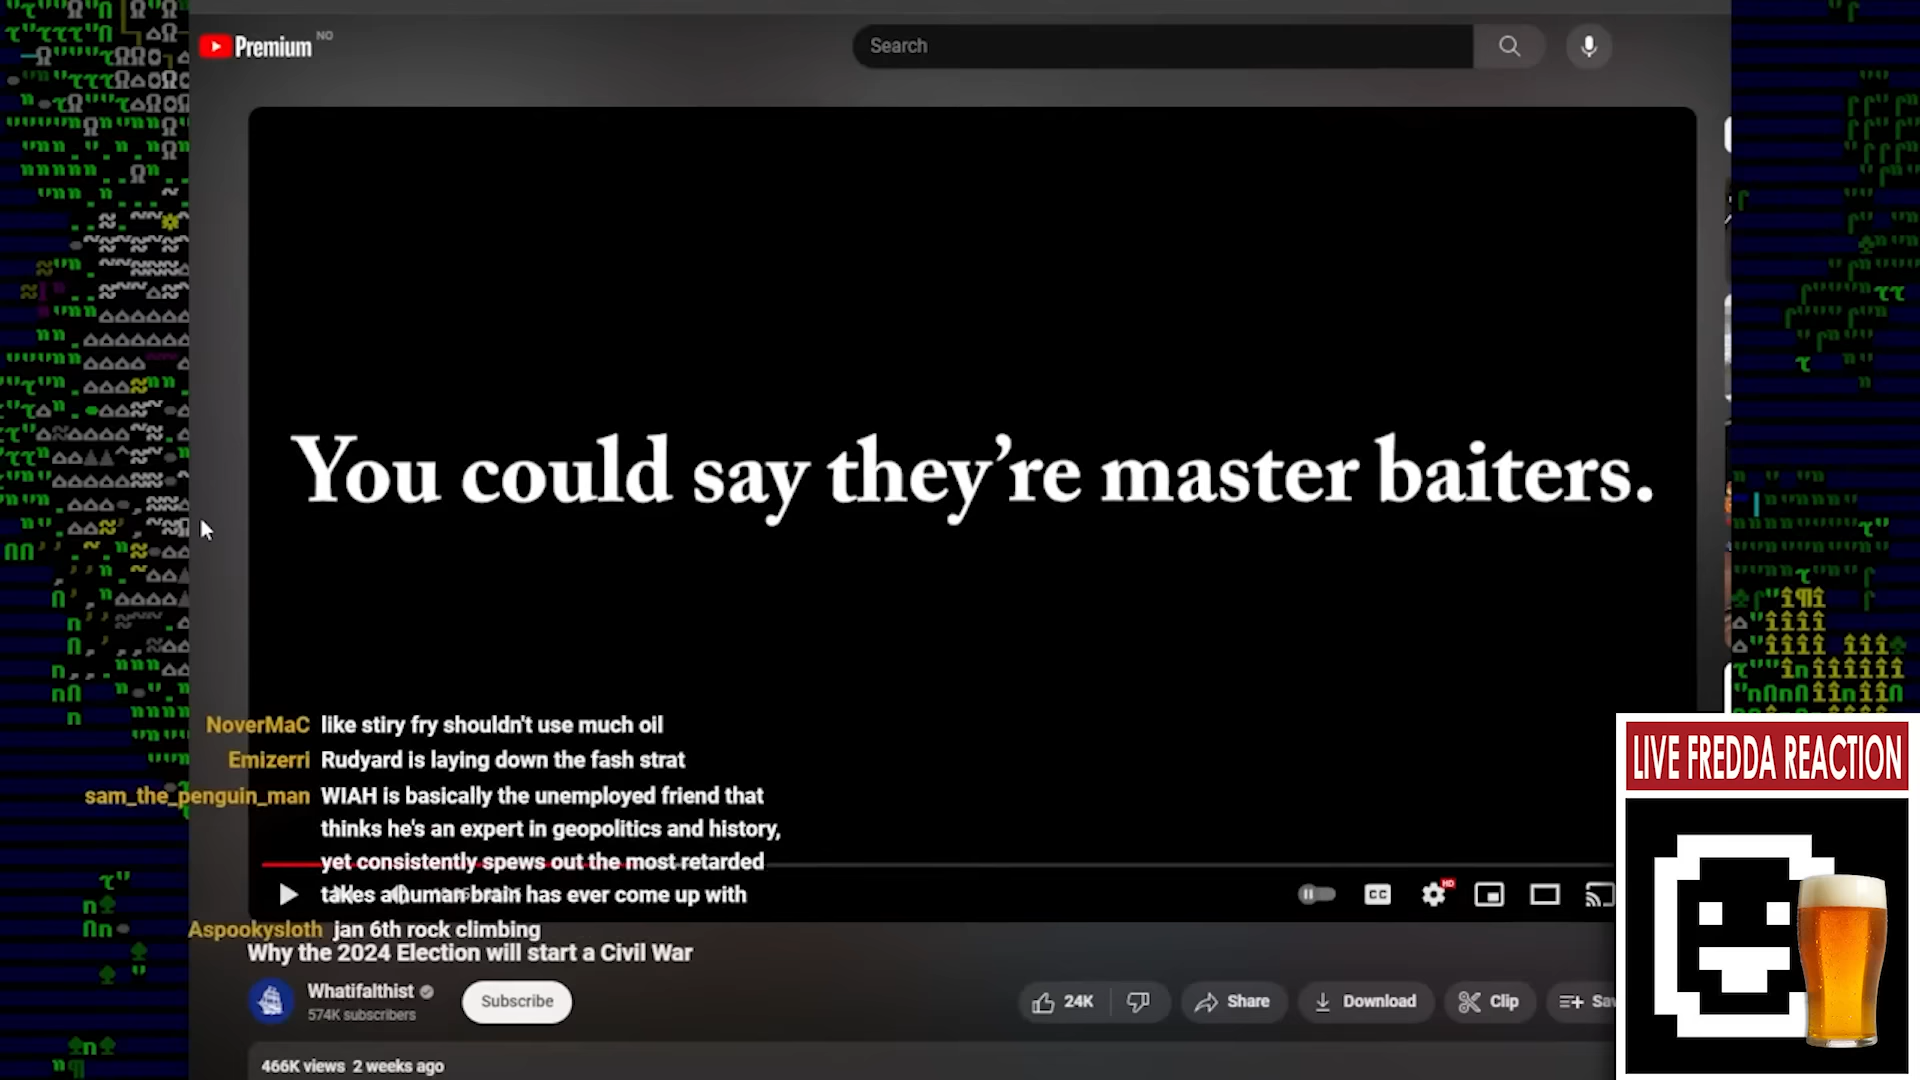 Premium NO
Search
You could say they’re master baiters.
NoverMaC like stiry fry shouldn't use much oil
Emizerri Rudyard is laying down the fash strat
sam_the_penguin_man WIAH is basically the unemployed friend that
thinks he's an expert in geopolitics and history,
yet consistently spews out the most retarded
takes a human brain has ever come up with
Aspookysloth jan 6th rock climbing
CC
HD
Why the 2024 Election will start a Civil War
Whatifalthist
574K subscribers
Subscribe
24K
Share
Download
Clip
466K views 2 weeks ago
LIVE FREDDA REACTION